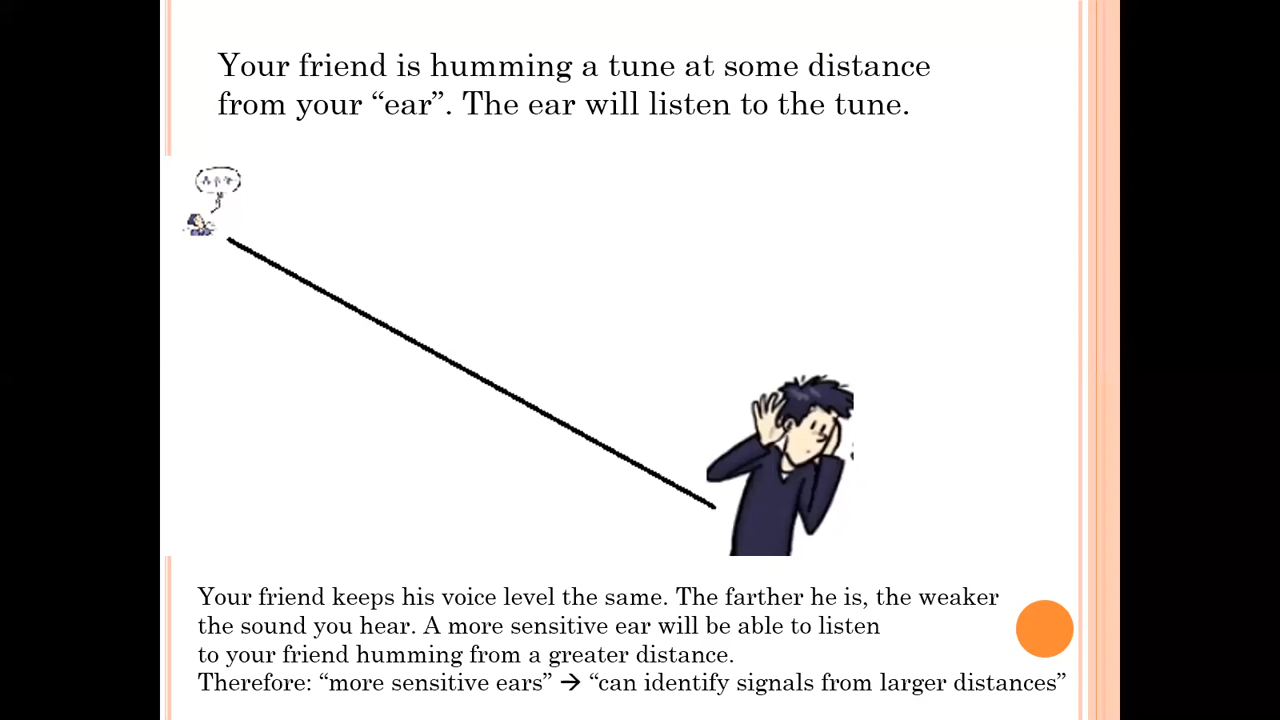 Your friend is humming a tune at some distance
from your “ear”. The ear will listen to the tune.
Your friend keeps his voice level the same. The farther he is, the weaker
the sound you hear. A more sensitive ear will be able to listen
to your friend humming from a greater distance.
Therefore: “more sensitive ears” → “can identify signals from larger distances”